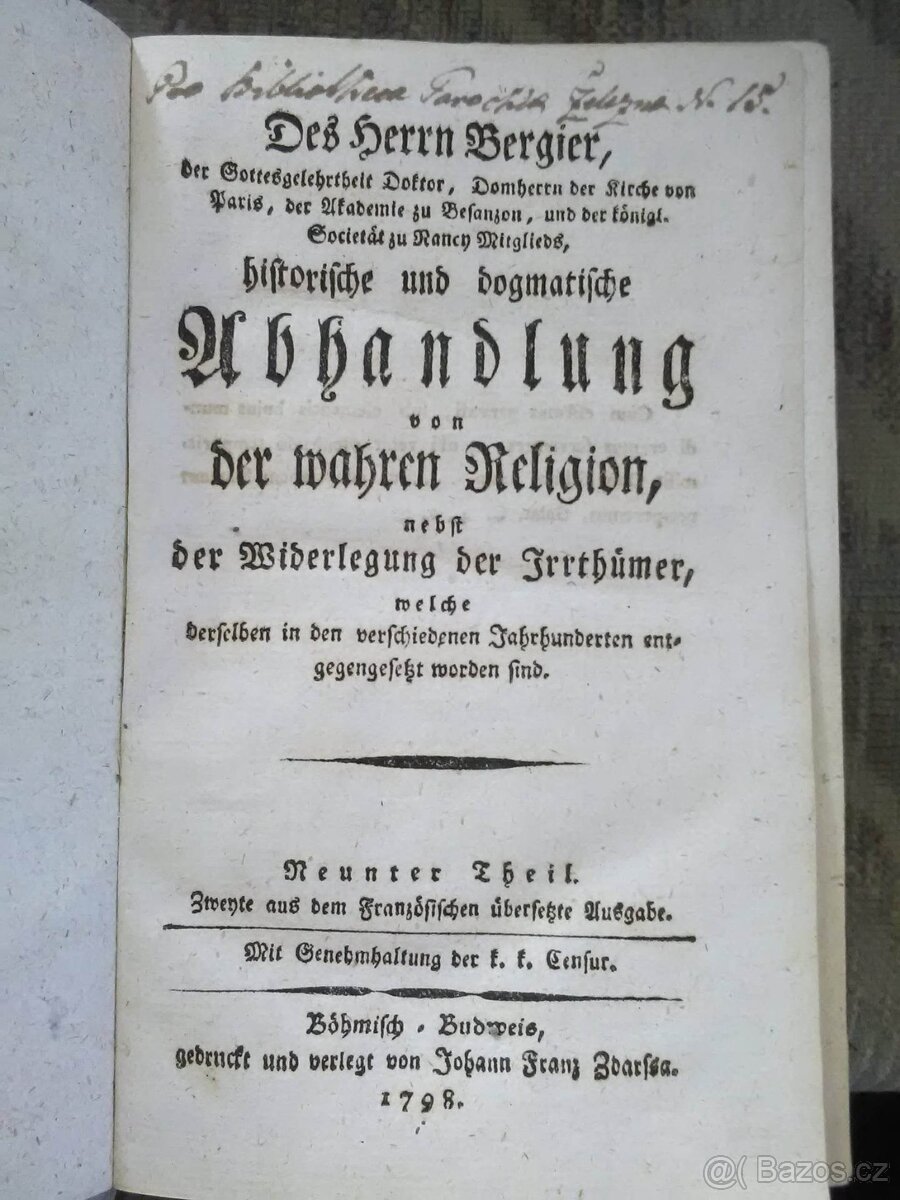 Pro Bibliotheca Parochia Železna N. 15.
Des Herrn Bergier,
der Gottesgelehrtheit Doktor, Domherrn der Kirche von
Paris, der Akademie zu Besanzon, und der königl.
Societät zu Nancy Mitglieds,
historische und dogmatische
Abhandlung
von
der wahren Religion,
nebst
der Widerlegung der Irrthümer,
welche
derselben in den verschiedenen Jahrhunderten ent-
gegengesetzt worden sind.
Neunter Theil.
Zweyte aus dem Französischen übersetzte Ausgabe.
Mit Genehmhaltung der k. k. Censur.
Böhmisch-Budweis,
gedruckt und verlegt von Johann Franz Zdarssa.
1798.
@( Bazos.cz